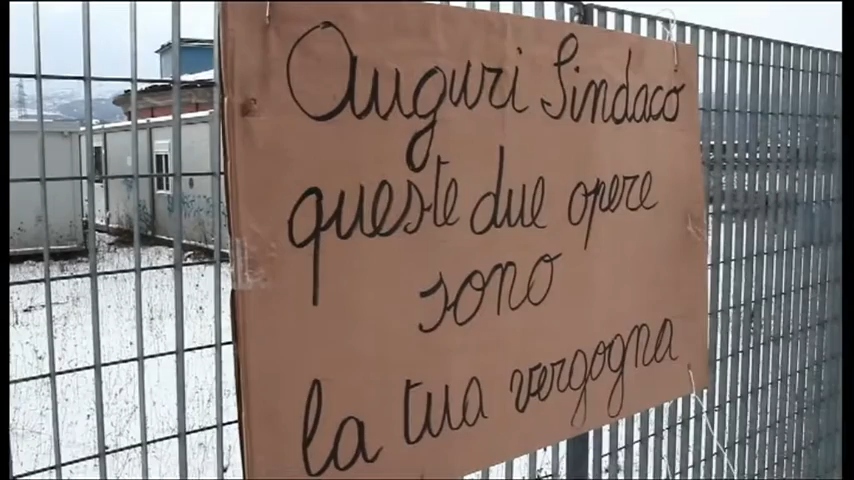 Auguri Sindaco
queste due opere
sono
la tua vergogna